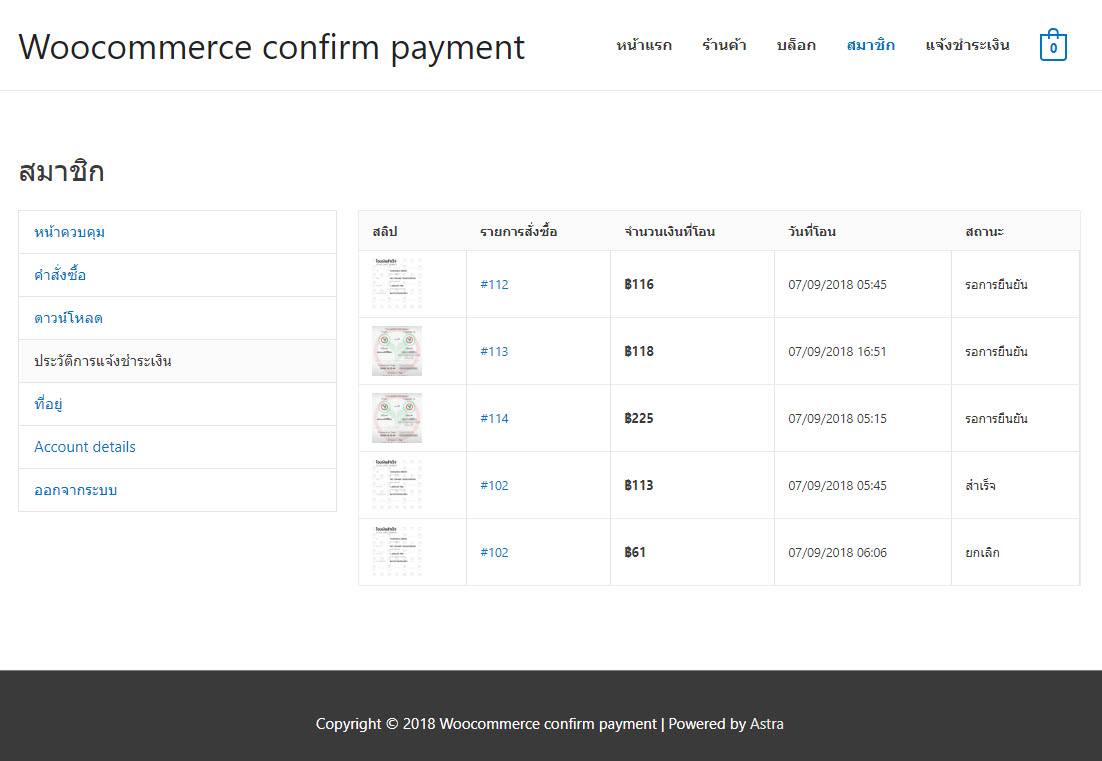 Woocommerce confirm payment
หน้าแรก ร้านค้า บล็อก สมาชิก แจ้งชำระเงิน 0
สมาชิก
หน้าควบคุม
คำสั่งซื้อ
ดาวน์โหลด
ประวัติการแจ้งชำระเงิน
ที่อยู่
Account details
ออกจากระบบ
สลิป รายการสั่งซื้อ จำนวนเงินที่โอน วันที่โอน สถานะ
#112 ฿116 07/09/2018 05:45 รอการยืนยัน
#113 ฿118 07/09/2018 16:51 รอการยืนยัน
#114 ฿225 07/09/2018 05:15 รอการยืนยัน
#102 ฿113 07/09/2018 05:45 สำเร็จ
#102 ฿61 07/09/2018 06:06 ยกเลิก
Copyright © 2018 Woocommerce confirm payment | Powered by Astra